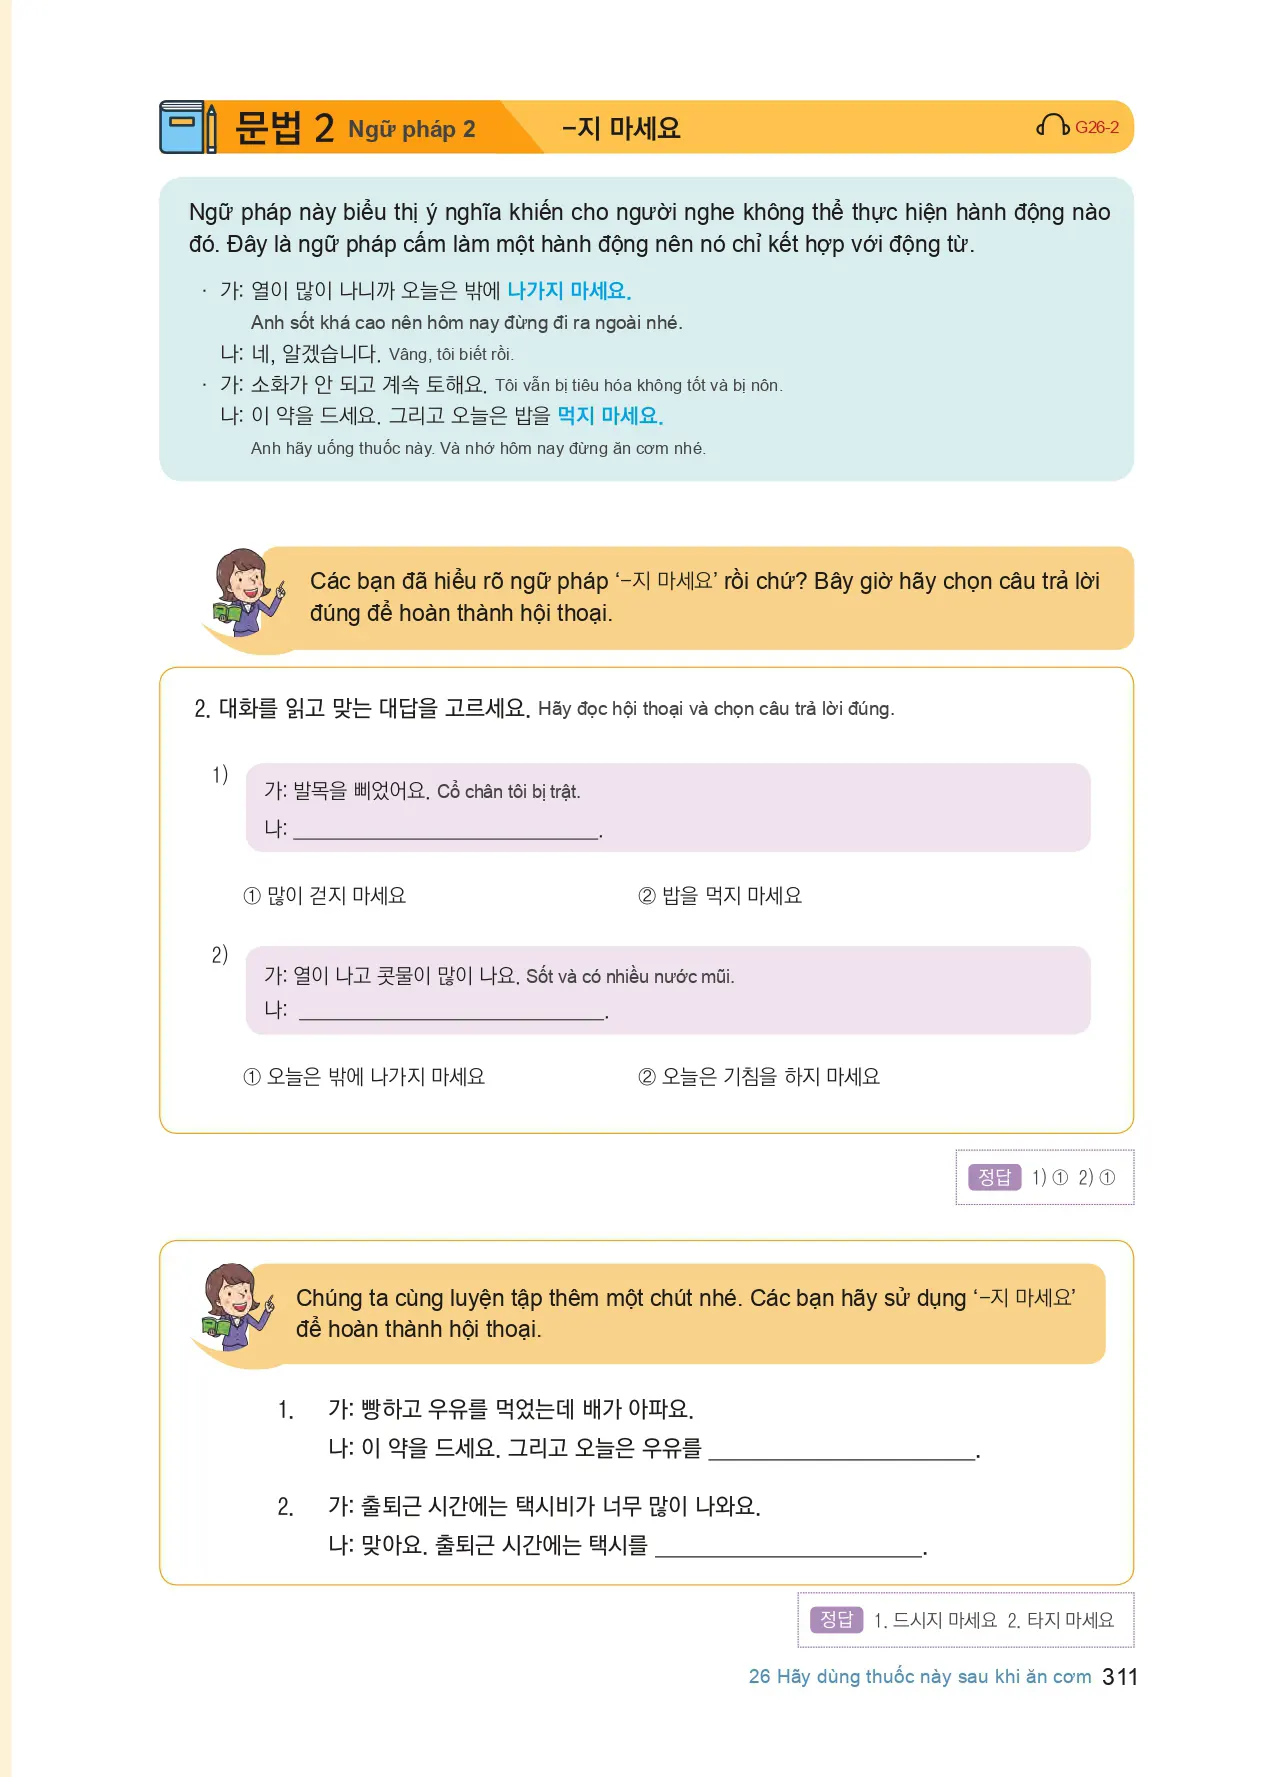 문법 2 Ngữ pháp 2 -지 마세요 G26-2
Ngữ pháp này biểu thị ý nghĩa khiến cho người nghe không thể thực hiện hành động nào
đó. Đây là ngữ pháp cấm làm một hành động nên nó chỉ kết hợp với động từ.
· 가: 열이 많이 나니까 오늘은 밖에 나가지 마세요.
Anh sốt khá cao nên hôm nay đừng đi ra ngoài nhé.
나: 네, 알겠습니다. Vâng, tôi biết rồi.
· 가: 소화가 안 되고 계속 토해요. Tôi vẫn bị tiêu hóa không tốt và bị nôn.
나: 이 약을 드세요. 그리고 오늘은 밥을 먹지 마세요.
Anh hãy uống thuốc này. Và nhớ hôm nay đừng ăn cơm nhé.
Các bạn đã hiểu rõ ngữ pháp ‘-지 마세요’ rồi chứ? Bây giờ hãy chọn câu trả lời
đúng để hoàn thành hội thoại.
2. 대화를 읽고 맞는 대답을 고르세요. Hãy đọc hội thoại và chọn câu trả lời đúng.
1)
가: 발목을 삐었어요. Cổ chân tôi bị trật.
나: ______________________________.
① 많이 걷지 마세요 ② 밥을 먹지 마세요
2)
가: 열이 나고 콧물이 많이 나요. Sốt và có nhiều nước mũi.
나: ______________________________.
① 오늘은 밖에 나가지 마세요 ② 오늘은 기침을 하지 마세요
정답 1) ① 2) ①
Chúng ta cùng luyện tập thêm một chút nhé. Các bạn hãy sử dụng ‘-지 마세요’
để hoàn thành hội thoại.
1. 가: 빵하고 우유를 먹었는데 배가 아파요.
나: 이 약을 드세요. 그리고 오늘은 우유를 ______________________.
2. 가: 출퇴근 시간에는 택시비가 너무 많이 나와요.
나: 맞아요. 출퇴근 시간에는 택시를 ______________________.
정답 1. 드시지 마세요 2. 타지 마세요
26 Hãy dùng thuốc này sau khi ăn cơm 311